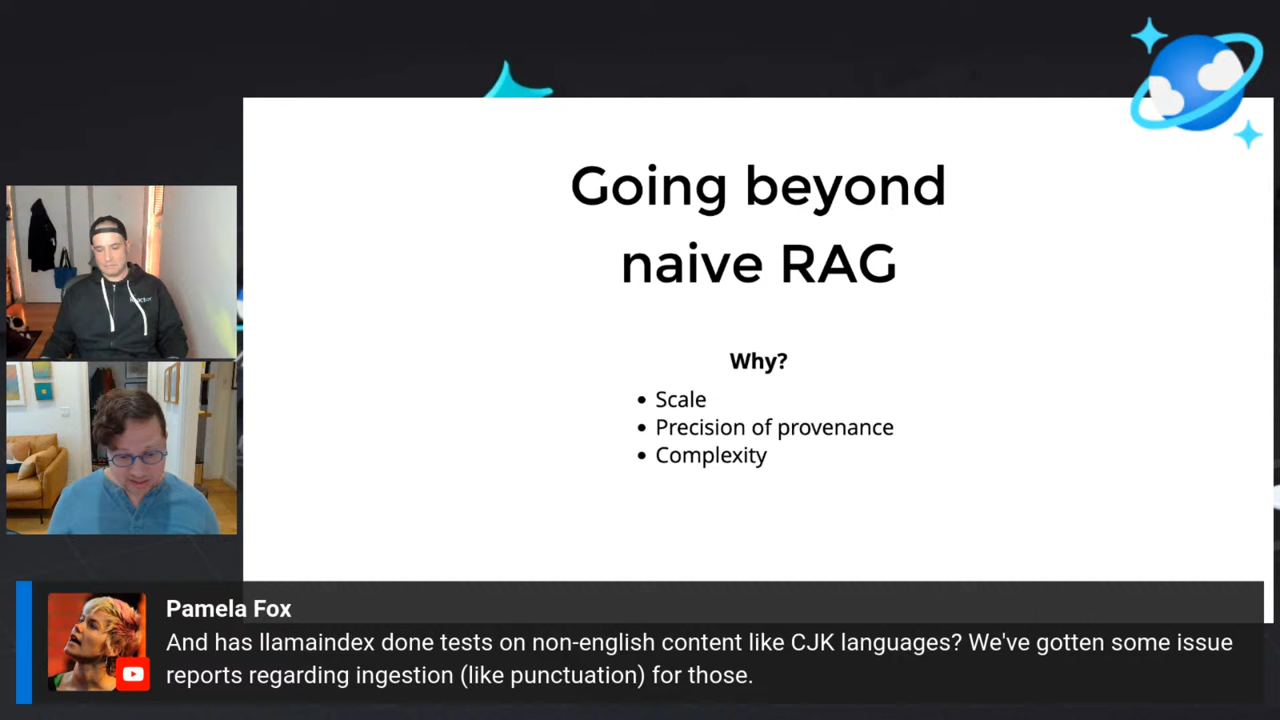 Going beyond
naive RAG
Why?
• Scale
• Precision of provenance
• Complexity
Pamela Fox
And has llamaindex done tests on non-english content like CJK languages? We've gotten some issue
reports regarding ingestion (like punctuation) for those.